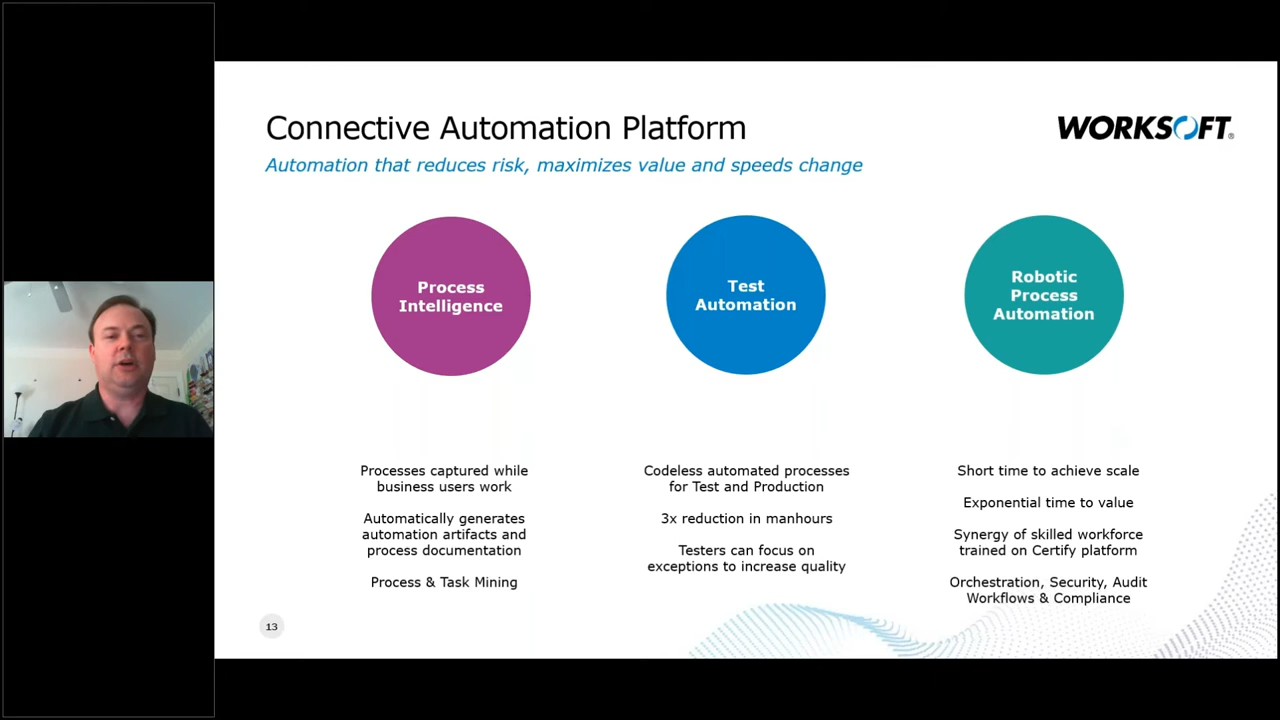 Connective Automation Platform
WORKSOFT®
Automation that reduces risk, maximizes value and speeds change
Process
Intelligence
Test
Automation
Robotic
Process
Automation
Processes captured while
business users work
Automatically generates
automation artifacts and
process documentation
Process & Task Mining
Codeless automated processes
for Test and Production
3x reduction in manhours
Testers can focus on
exceptions to increase quality
Short time to achieve scale
Exponential time to value
Synergy of skilled workforce
trained on Certify platform
Orchestration, Security, Audit
Workflows & Compliance
13